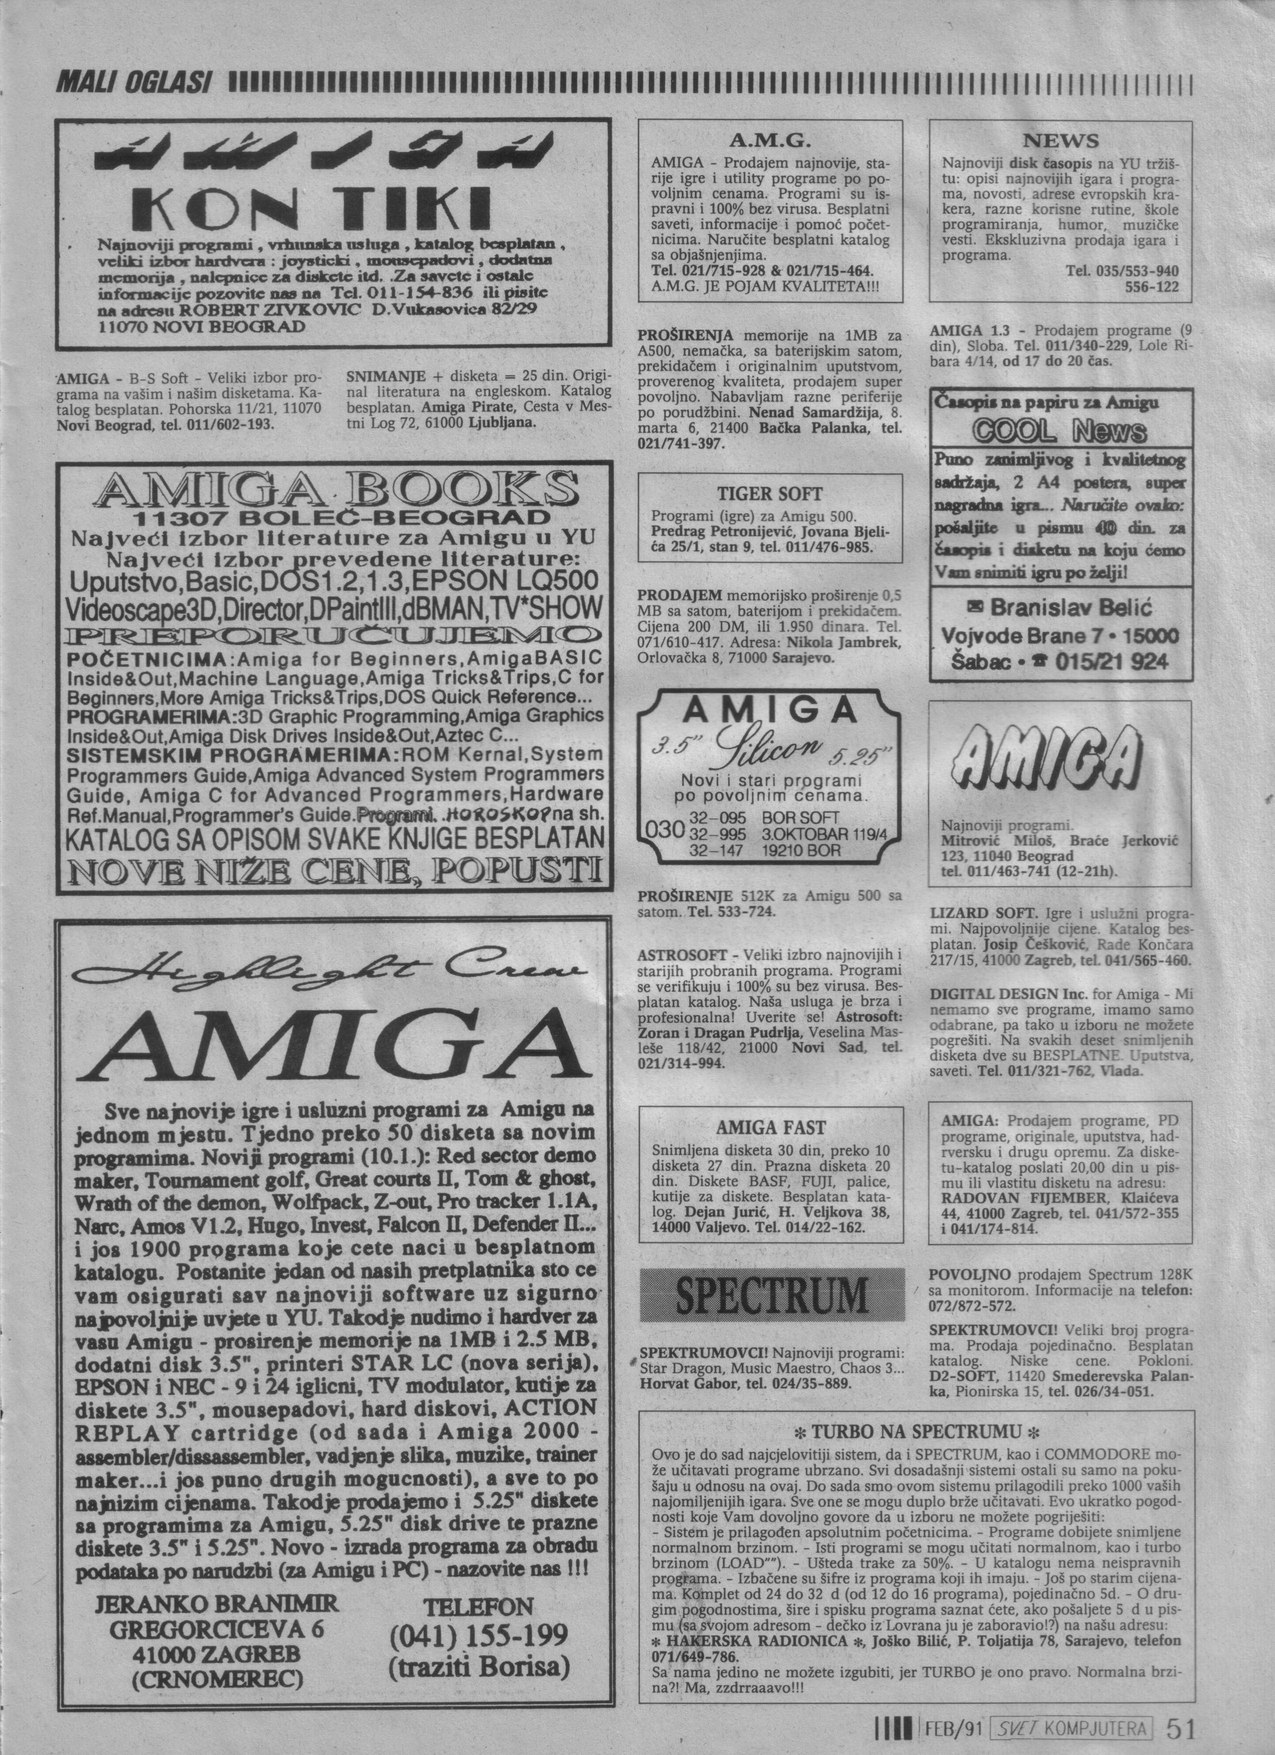 MALI OGLASI
AMIGA
KON TIKI
Najnoviji programi , vrhunska usluga , katalog besplatan ,
veliki izbor hardvera : joysticki , mousepadovi , dodatna
memorija , nalepnice za diskete itd. .Za savete i ostale
informacije pozovite nas na Tel. 011-154-836 ili pisite
na adresu ROBERT ZIVKOVIC D.Vukasovica 82/29
11070 NOVI BEOGRAD
AMIGA - B-S Soft - Veliki izbor pro-
grama na vašim i našim disketama. Ka-
talog besplatan. Pohorska 11/21, 11070
Novi Beograd, tel. 011/602-193.
SNIMANJE + disketa = 25 din. Origi-
nal literatura na engleskom. Katalog
besplatan. Amiga Pirate, Cesta v Mes-
tni Log 72, 61000 Ljubljana.
AMIGA BOOKS
11307 BOLEČ-BEOGRAD
Najveći izbor literature za Amigu u YU
Najveći izbor prevedene literature:
Uputstvo,Basic,DOS1.2,1.3,EPSON LQ500
Videoscape3D,Director,DPaintIII,dBMAN,TV*SHOW
PREPORUČUJEMO
POČETNICIMA:Amiga for Beginners,AmigaBASIC
Inside&Out,Machine Language,Amiga Tricks&Trips,C for
Beginners,More Amiga Tricks&Trips,DOS Quick Reference...
PROGRAMERIMA:3D Graphic Programming,Amiga Graphics
Inside&Out,Amiga Disk Drives Inside&Out,Aztec C...
SISTEMSKIM PROGRAMERIMA:ROM Kernal,System
Programmers Guide,Amiga Advanced System Programmers
Guide, Amiga C for Advanced Programmers,Hardware
Ref.Manual,Programmer's Guide.Programi. .HOROSKOP na sh.
KATALOG SA OPISOM SVAKE KNJIGE BESPLATAN
NOVE NIŽE CENE, POPUSTI
Highlight Crew
AMIGA
Sve najnovije igre i usluzni programi za Amigu na
jednom mjestu. Tjedno preko 50 disketa sa novim
programima. Noviji programi (10.1.): Red sector demo
maker, Tournament golf, Great courts II, Tom & ghost,
Wrath of the demon, Wolfpack, Z-out, Pro tracker 1.1A,
Narc, Amos V1.2, Hugo, Invest, Falcon II, Defender II...
i jos 1900 programa koje cete naci u besplatnom
katalogu. Postanite jedan od nasih pretplatnika sto ce
vam osigurati sav najnoviji software uz sigurno
najpovoljnije uvjete u YU. Takodje nudimo i hardver za
vasu Amigu - prosirenje memorije na 1MB i 2.5 MB,
dodatni disk 3.5", printeri STAR LC (nova serija),
EPSON i NEC - 9 i 24 iglicni, TV modulator, kutije za
diskete 3.5", mousepadovi, hard diskovi, ACTION
REPLAY cartridge (od sada i Amiga 2000 -
assembler/dissassembler, vadjenje slika, muzike, trainer
maker...i jos puno drugih mogucnosti), a sve to po
najnizim cijenama. Takodje prodajemo i 5.25" diskete
sa programima za Amigu, 5.25" disk drive te prazne
diskete 3.5" i 5.25". Novo - izrada programa za obradu
podataka po narudzbi (za Amigu i PC) - nazovite nas !!!
JERANKO BRANIMIR
GREGORCICEVA 6
41000 ZAGREB
(CRNOMEREC)
TELEFON
(041) 155-199
(traziti Borisa)
A.M.G.
AMIGA - Prodajem najnovije, sta-
rije igre i utility programe po po-
voljnim cenama. Programi su is-
pravni i 100% bez virusa. Besplatni
saveti, informacije i pomoć počet-
nicima. Naručite besplatni katalog
sa objašnjenjima.
Tel. 021/715-928 & 021/715-464.
A.M.G. JE POJAM KVALITETA!!!
PROŠIRENJA memorije na 1MB za
A500, nemačka, sa baterijskim satom,
prekidačem i originalnim uputstvom,
proverenog kvaliteta, prodajem super
povoljno. Nabavljam razne periferije
po porudžbini. Nenad Samardžija, 8.
marta 6, 21400 Bačka Palanka, tel.
021/741-397.
TIGER SOFT
Programi (igre) za Amigu 500.
Predrag Petronijević, Jovana Bjeli-
ća 25/1, stan 9, tel. 011/476-985.
PRODAJEM memorijsko proširenje 0,5
MB sa satom, baterijom i prekidačem.
Cijena 200 DM, ili 1.950 dinara. Tel.
071/610-417. Adresa: Nikola Jambrek,
Orlovačka 8, 71000 Sarajevo.
AMIGA
3.5" Silicon 5.25"
Novi i stari programi
po povoljnim cenama.
030
32-095 BOR SOFT
32-995 3.OKTOBAR 119/4
32-147 19210 BOR
PROŠIRENJE 512K za Amigu 500 sa
satom. Tel. 533-724.
ASTROSOFT - Veliki izbro najnovijih i
starijih probranih programa. Programi
se verifikuju i 100% su bez virusa. Bes-
platan katalog. Naša usluga je brza i
profesionalna! Uverite se! Astrosoft:
Zoran i Dragan Pudrlja, Veselina Mas-
leše 118/42, 21000 Novi Sad, tel.
021/314-994.
AMIGA FAST
Snimljena disketa 30 din, preko 10
disketa 27 din. Prazna disketa 20
din. Diskete BASF, FUJI, palice,
kutije za diskete. Besplatan kata-
log. Dejan Jurić, H. Veljkova 38,
14000 Valjevo. Tel. 014/22-162.
NEWS
Najnoviji disk časopis na YU tržiš-
tu: opisi najnovijih igara i progra-
ma, novosti, adrese evropskih kra-
kera, razne korisne rutine, škole
programiranja, humor, muzičke
vesti. Ekskluzivna prodaja igara i
programa.
Tel. 035/553-940
556-122
AMIGA 1.3 - Prodajem programe (9
din), Sloba. Tel. 011/340-229, Lole Ri-
bara 4/14, od 17 do 20 čas.
Časopis na papiru za Amigu
COOL News
Puno zanimljivog i kvalitetnog
sadržaja, 2 A4 postera, super
nagradna igra... Naručite ovako:
pošaljite u pismu 40 din. za
časopis i disketu na koju ćemo
Vam snimiti igru po želji!
✉ Branislav Belić
Vojvode Brane 7 • 15000
Šabac • ☎ 015/21 924
AMIGA
Najnoviji programi.
Mitrović Miloš, Braće Jerković
123, 11040 Beograd
tel. 011/463-741 (12-21h).
LIZARD SOFT. Igre i uslužni progra-
mi. Najpovoljnije cijene. Katalog bes-
platan. Josip Češković, Rade Končara
217/15, 41000 Zagreb, tel. 041/565-460.
DIGITAL DESIGN Inc. for Amiga - Mi
nemamo sve programe, imamo samo
odabrane, pa tako u izboru ne možete
pogrešiti. Na svakih deset snimljenih
disketa dve su BESPLATNE. Uputstva,
saveti. Tel. 011/321-762, Vlada.
AMIGA: Prodajem programe, PD
programe, originale, uputstva, had-
rversku i drugu opremu. Za diske-
tu-katalog poslati 20,00 din u pis-
mu ili vlastitu disketu na adresu:
RADOVAN FIJEMBER, Klaićeva
44, 41000 Zagreb, tel. 041/572-355
i 041/174-814.
SPECTRUM
SPEKTRUMOVCI! Najnoviji programi:
Star Dragon, Music Maestro, Chaos 3...
Horvat Gabor, tel. 024/35-889.
POVOLJNO prodajem Spectrum 128K
sa monitorom. Informacije na telefon:
072/872-572.
SPEKTRUMOVCI! Veliki broj progra-
ma. Prodaja pojedinačno. Besplatan
katalog. Niske cene. Pokloni.
D2-SOFT, 11420 Smederevska Palan-
ka, Pionirska 15, tel. 026/34-051.
✻ TURBO NA SPECTRUMU ✻
Ovo je do sad najcjelovitiji sistem, da i SPECTRUM, kao i COMMODORE mo-
že učitavati programe ubrzano. Svi dosadašnji sistemi ostali su samo na poku-
šaju u odnosu na ovaj. Do sada smo ovom sistemu prilagodili preko 1000 vaših
najomiljenijih igara. Sve one se mogu duplo brže učitavati. Evo ukratko pogod-
nosti koje Vam dovoljno govore da u izboru ne možete pogriješiti:
- Sistem je prilagođen apsolutnim početnicima. - Programe dobijete snimljene
normalnom brzinom. - Isti programi se mogu učitati normalnom, kao i turbo
brzinom (LOAD""). - Ušteda trake za 50%. - U katalogu nema neispravnih
programa. - Izbačene su šifre iz programa koji ih imaju. - Još po starim cijena-
ma. Komplet od 24 do 32 d (od 12 do 16 programa), pojedinačno 5d. - O dru-
gim pogodnostima, šire i spisku programa saznat ćete, ako pošaljete 5 d u pis-
mu (sa svojom adresom - dečko iz Lovrana ju je zaboravio!?) na našu adresu:
✻ HAKERSKA RADIONICA ✻, Joško Bilić, P. Toljatija 78, Sarajevo, telefon
071/649-786.
Sa nama jedino ne možete izgubiti, jer TURBO je ono pravo. Normalna brzi-
na?! Ma, zzdrraaavo!!!
FEB/91 SVET KOMPJUTERA 51